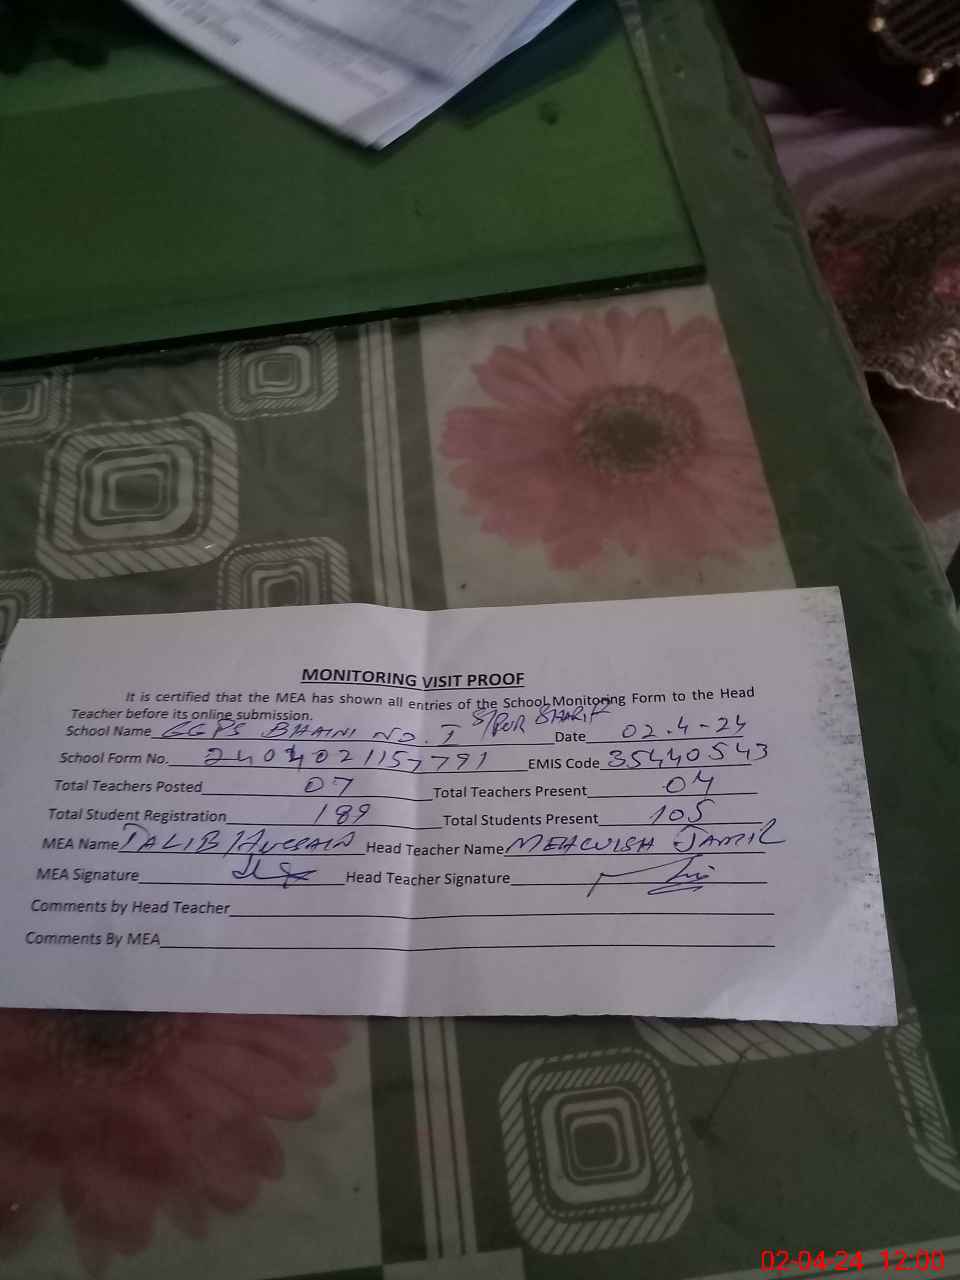 MONITORING VISIT PROOF
It is certified that the MEA has shown all entries of the School Monitoring Form to the Head
Teacher before its online submission.
School Name GGPS BHAINI NO. I S/PUR SHARIF Date 02.4-24
School Form No. EMIS Code 35440543
Total Teachers Posted 07 Total Teachers Present 04
Total Student Registration 189 Total Students Present 105
MEA Name TALIB HUSSAIN Head Teacher Name MEHWISH JAMIL
MEA Signature Head Teacher Signature
Comments by Head Teacher
Comments By MEA
02-04-24 12:00